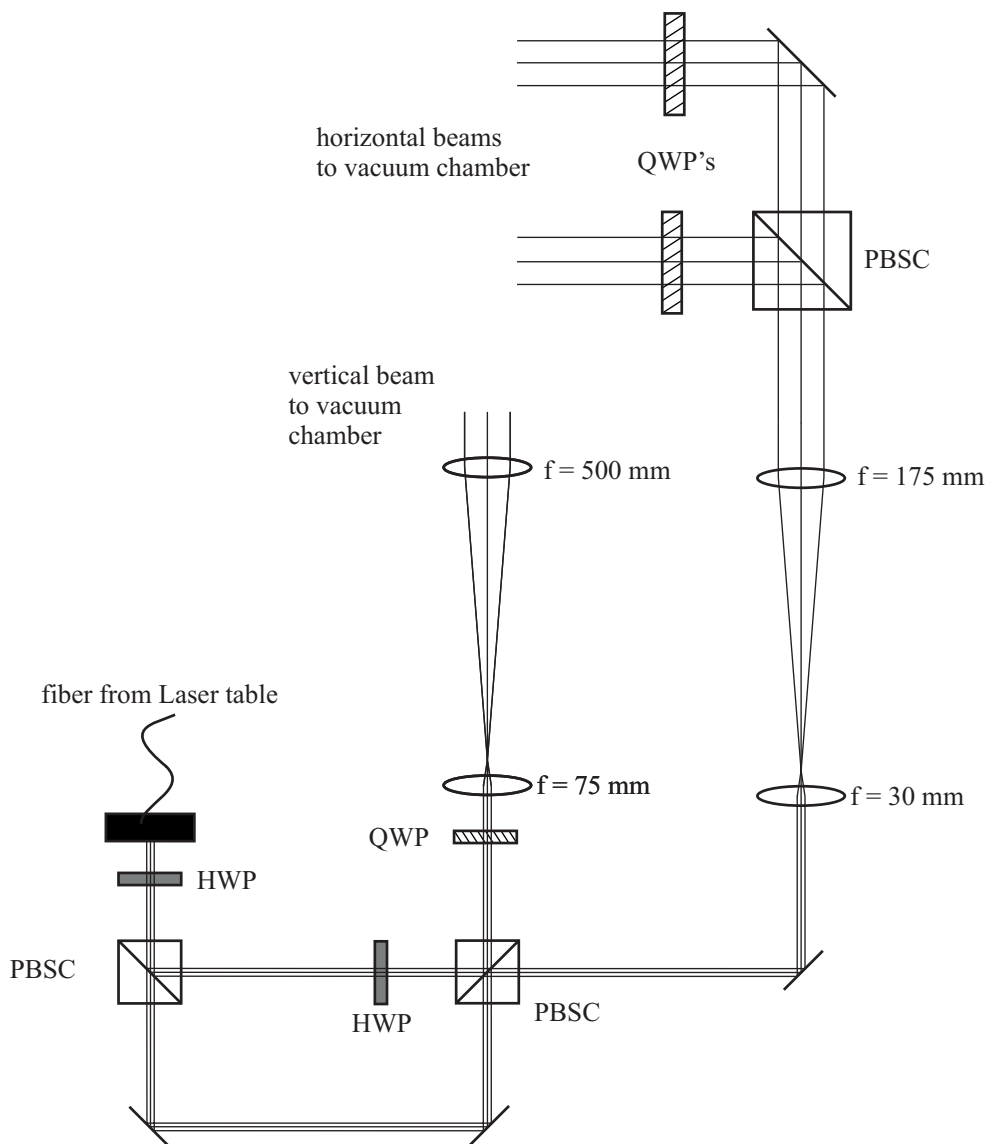 horizontal beams
to vacuum chamber
QWP’s
PBSC
vertical beam
to vacuum
chamber
f = 500 mm
f = 175 mm
fiber from Laser table
f = 75 mm
f = 30 mm
QWP
HWP
PBSC
HWP
PBSC